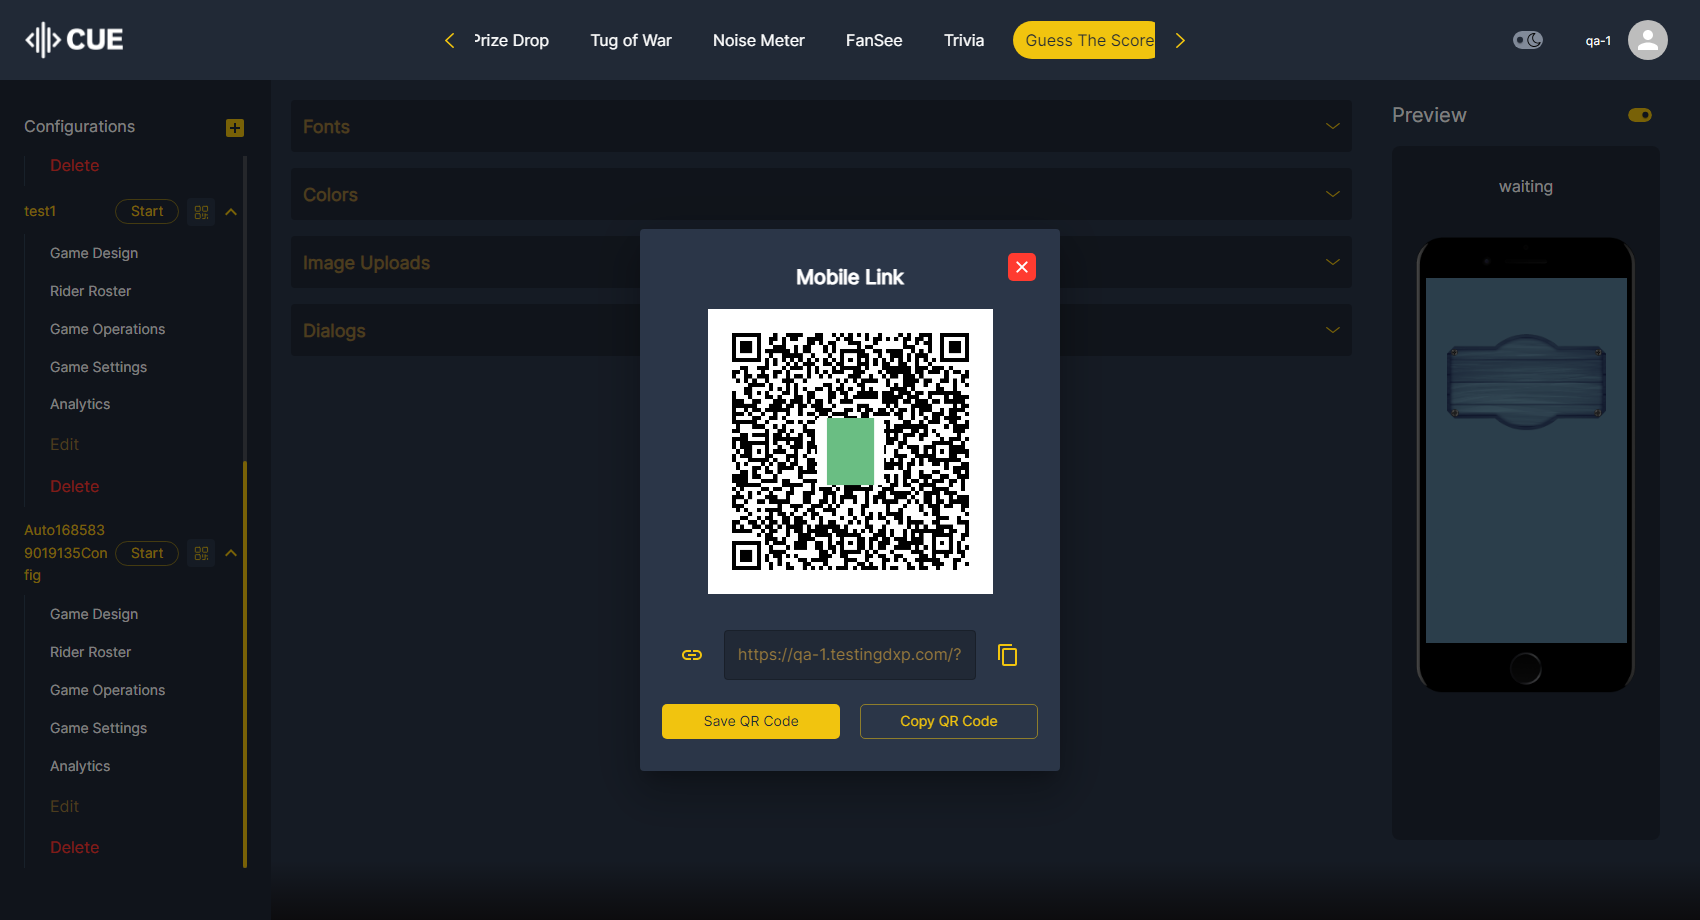 CUE
Prize Drop
Tug of War
Noise Meter
FanSee
Trivia
Guess The Score
qa-1
Configurations
Delete
test1
Start
Game Design
Rider Roster
Game Operations
Game Settings
Analytics
Edit
Delete
Auto168583
9019135Con
fig
Start
Game Design
Rider Roster
Game Operations
Game Settings
Analytics
Edit
Delete
Fonts
Colors
Image Uploads
Dialogs
Mobile Link
https://qa-1.testingdxp.com/?
Save QR Code
Copy QR Code
Preview
waiting